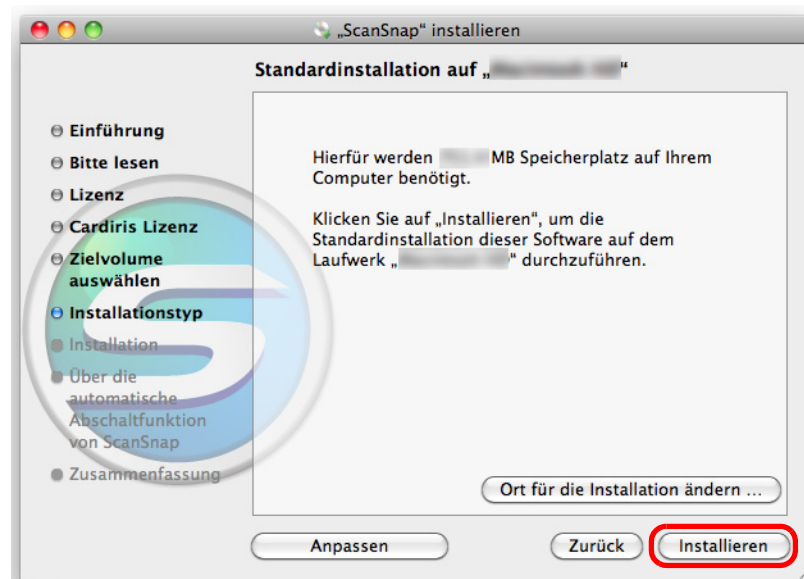 „ScanSnap“ installieren
Standardinstallation auf „ “
Einführung
Bitte lesen
Lizenz
Cardiris Lizenz
Zielvolume
auswählen
Installationstyp
Installation
Über die
automatische
Abschaltfunktion
von ScanSnap
Zusammenfassung
Hierfür werden MB Speicherplatz auf Ihrem
Computer benötigt.
Klicken Sie auf „Installieren“, um die
Standardinstallation dieser Software auf dem
Laufwerk „ “ durchzuführen.
Ort für die Installation ändern ...
Anpassen
Zurück
Installieren